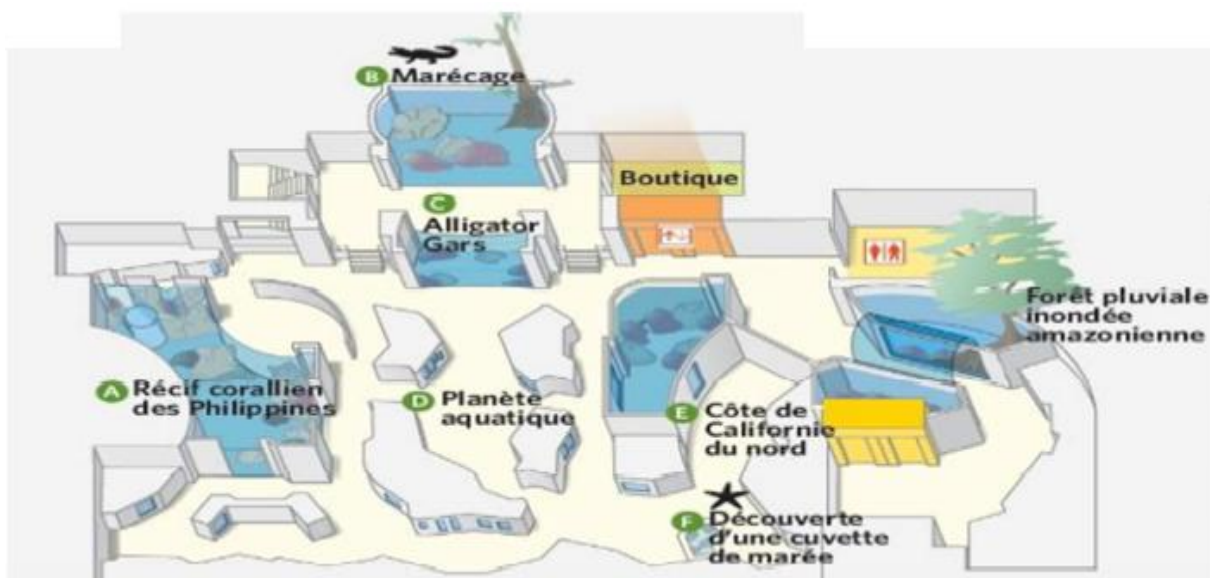 B Marécage
Boutique
C
Alligator
Gars
Forêt pluviale
inondée
amazonienne
A Récif corallien
des Philippines
D Planète
aquatique
E Côte de
Californie
du nord
F Découverte
d'une cuvette
de marée